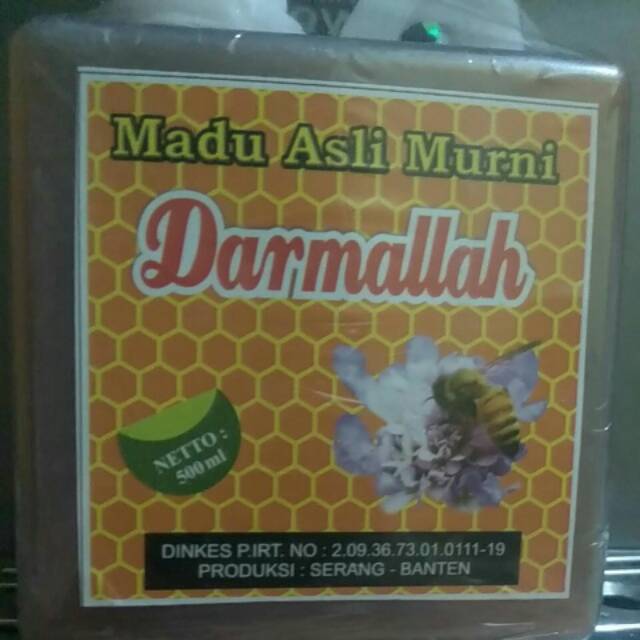 Madu Asli Murni
Darmallah
NETTO :
500 ml
DINKES P.IRT. NO : 2.09.36.73.01.0111-19
PRODUKSI : SERANG - BANTEN